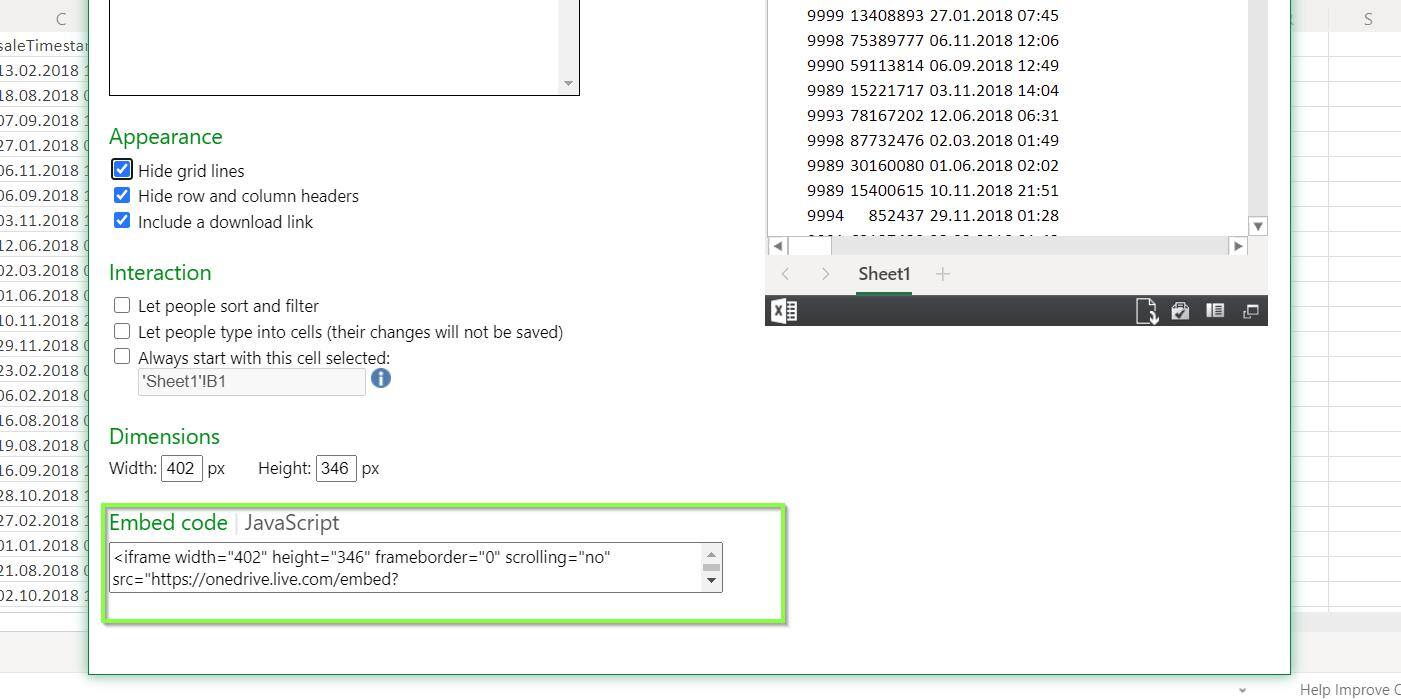 C
S
saleTimestar
13.02.2018 1
18.08.2018 0
07.09.2018 1
27.01.2018 0
06.11.2018 1
06.09.2018 1
03.11.2018 1
12.06.2018 0
02.03.2018 0
01.06.2018 0
10.11.2018 2
29.11.2018 0
23.02.2018 0
06.02.2018 0
16.08.2018 0
19.08.2018 0
16.09.2018 1
28.10.2018 1
27.02.2018 1
01.01.2018 0
21.08.2018 0
02.10.2018 1
Appearance
Hide grid lines
Hide row and column headers
Include a download link
Interaction
Let people sort and filter
Let people type into cells (their changes will not be saved)
Always start with this cell selected:
'Sheet1'!B1
Dimensions
Width: 402 px Height: 346 px
Embed code | JavaScript
<iframe width="402" height="346" frameborder="0" scrolling="no"
src="https://onedrive.live.com/embed?
9999 13408893 27.01.2018 07:45
9998 75389777 06.11.2018 12:06
9990 59113814 06.09.2018 12:49
9989 15221717 03.11.2018 14:04
9993 78167202 12.06.2018 06:31
9998 87732476 02.03.2018 01:49
9989 30160080 01.06.2018 02:02
9989 15400615 10.11.2018 21:51
9994 852437 29.11.2018 01:28
Sheet1
Help Improve